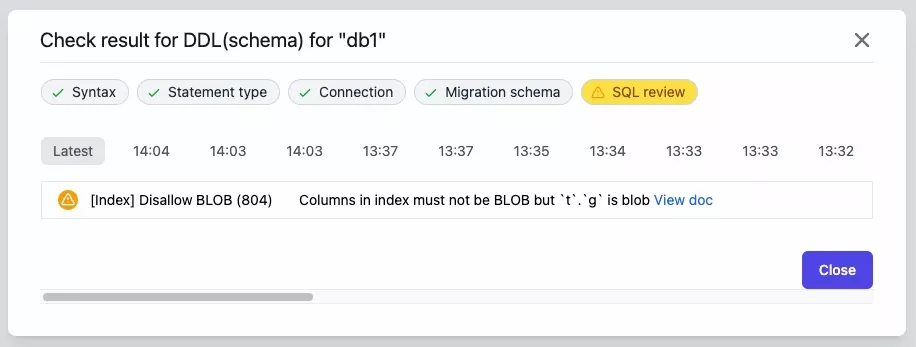 Check result for DDL(schema) for "db1"
Syntax Statement type Connection Migration schema SQL review
Latest 14:04 14:03 14:03 13:37 13:37 13:35 13:34 13:33 13:33 13:32
[Index] Disallow BLOB (804) Columns in index must not be BLOB but `t`.`g` is blob View doc
Close